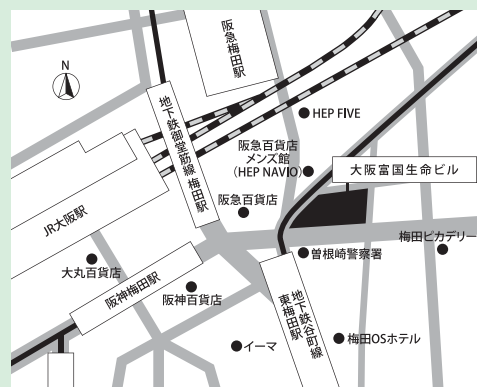 阪急梅田駅
N
地下鉄御堂筋線 梅田駅
HEP FIVE
阪急百貨店
メンズ館
(HEP NAVIO)
大阪富国生命ビル
阪急百貨店
JR大阪駅
梅田ピカデリー
曽根崎警察署
大丸百貨店
阪神梅田駅
阪神百貨店
地下鉄谷町線
東梅田駅
イーマ
梅田OSホテル